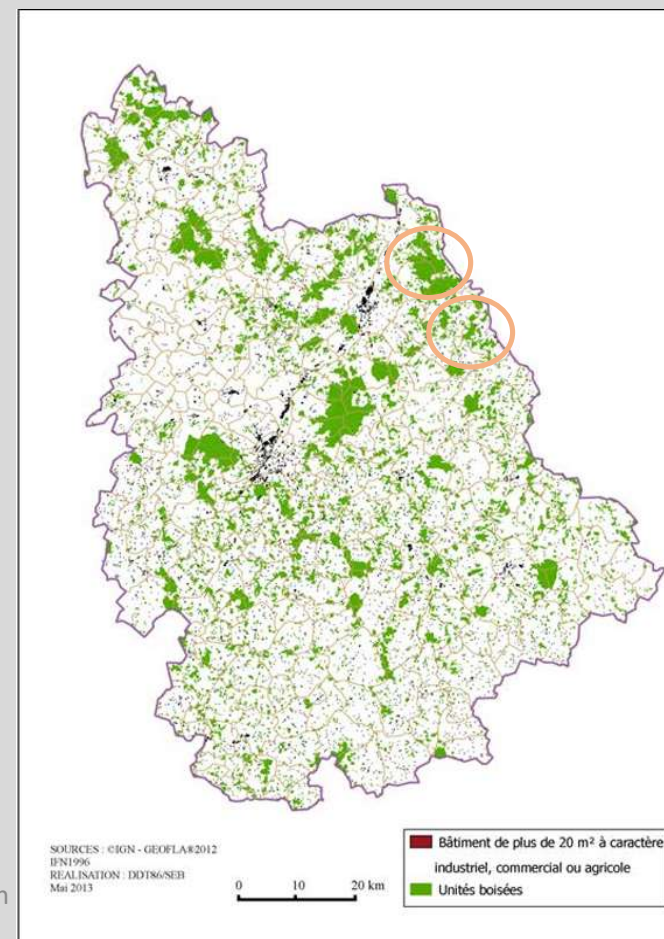 SOURCES : ©IGN - GEOFLA®2012
IFN1996
REALISATION : DDT86/SEB
Mai 2013
0 10 20 km
Bâtiment de plus de 20 m² à caractère
industriel, commercial ou agricole
Unités boisées